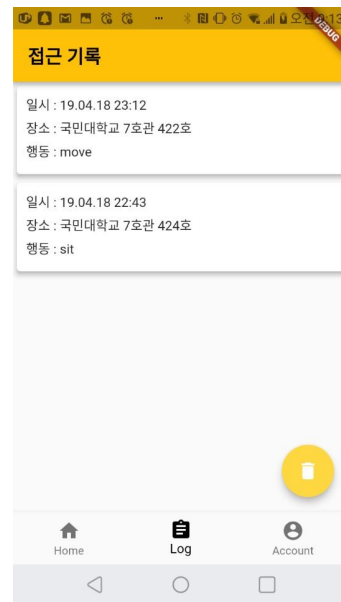 DEBUG
접근 기록
일시 : 19.04.18 23:12
장소 : 국민대학교 7호관 422호
행동 : move
일시 : 19.04.18 22:43
장소 : 국민대학교 7호관 424호
행동 : sit
Home Log Account